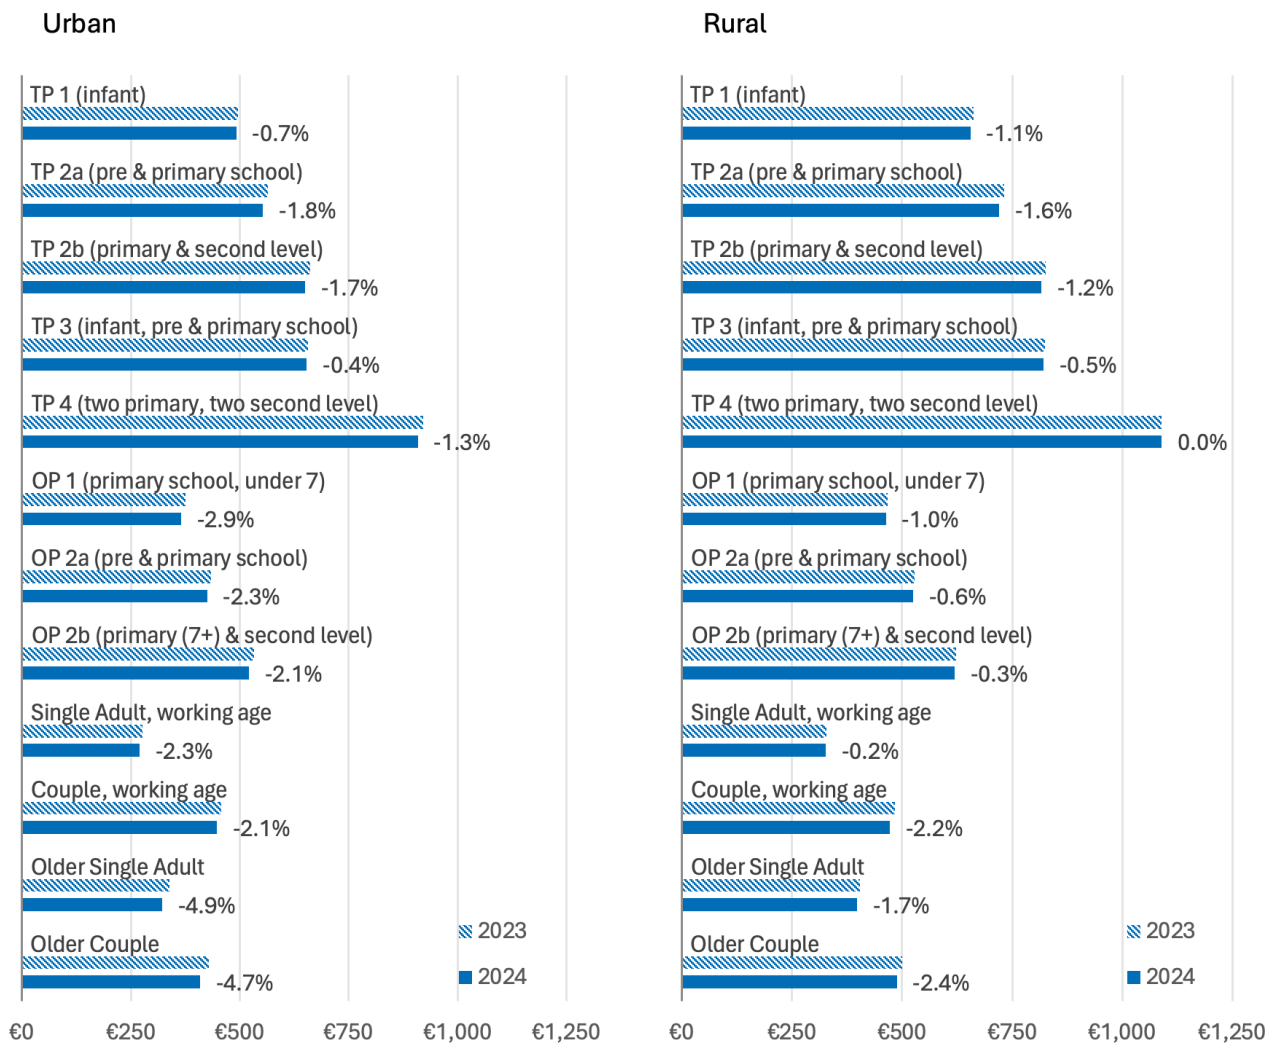 Urban
TP 1 (infant)
-0.7%
TP 2a (pre & primary school)
-1.8%
TP 2b (primary & second level)
-1.7%
TP 3 (infant, pre & primary school)
-0.4%
TP 4 (two primary, two second level)
-1.3%
OP 1 (primary school, under 7)
-2.9%
OP 2a (pre & primary school)
-2.3%
OP 2b (primary (7+) & second level)
-2.1%
Single Adult, working age
-2.3%
Couple, working age
-2.1%
Older Single Adult
-4.9%
Older Couple
-4.7%
2023
2024
€0 €250 €500 €750 €1,000 €1,250
Rural
TP 1 (infant)
-1.1%
TP 2a (pre & primary school)
-1.6%
TP 2b (primary & second level)
-1.2%
TP 3 (infant, pre & primary school)
-0.5%
TP 4 (two primary, two second level)
0.0%
OP 1 (primary school, under 7)
-1.0%
OP 2a (pre & primary school)
-0.6%
OP 2b (primary (7+) & second level)
-0.3%
Single Adult, working age
-0.2%
Couple, working age
-2.2%
Older Single Adult
-1.7%
Older Couple
-2.4%
2023
2024
€0 €250 €500 €750 €1,000 €1,250